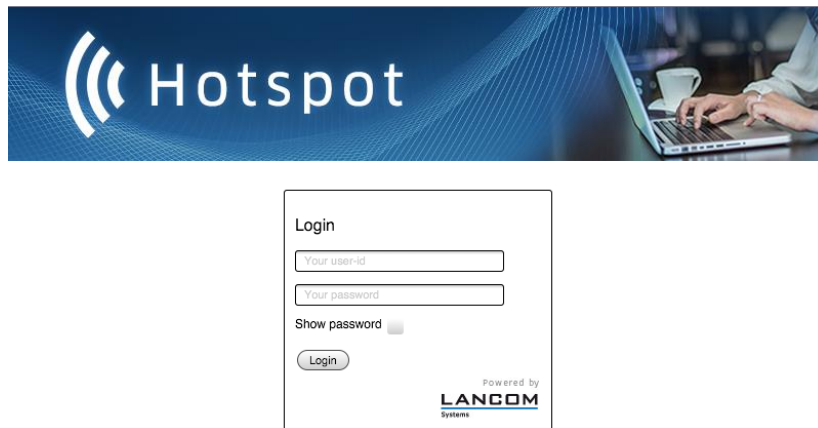 Hotspot
Login
Your user-id
Your password
Show password
Login
Powered by
LANCOM
Systems